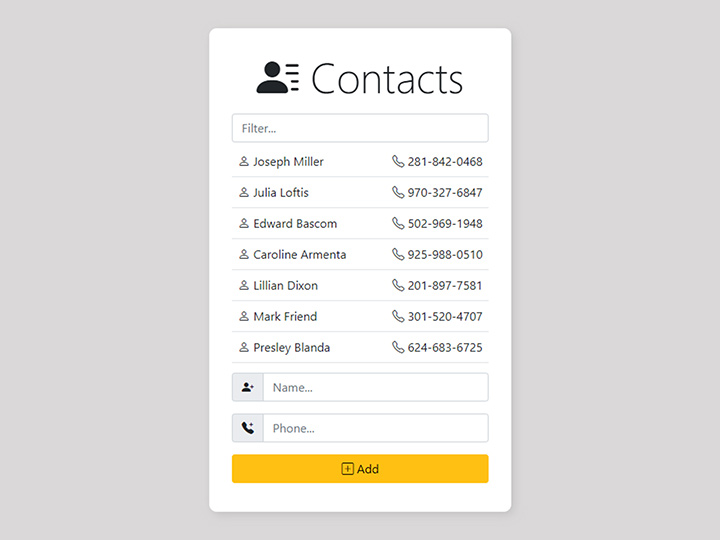 Contacts
Filter...
Joseph Miller 281-842-0468
Julia Loftis 970-327-6847
Edward Bascom 502-969-1948
Caroline Armenta 925-988-0510
Lillian Dixon 201-897-7581
Mark Friend 301-520-4707
Presley Blanda 624-683-6725
Name...
Phone...
Add